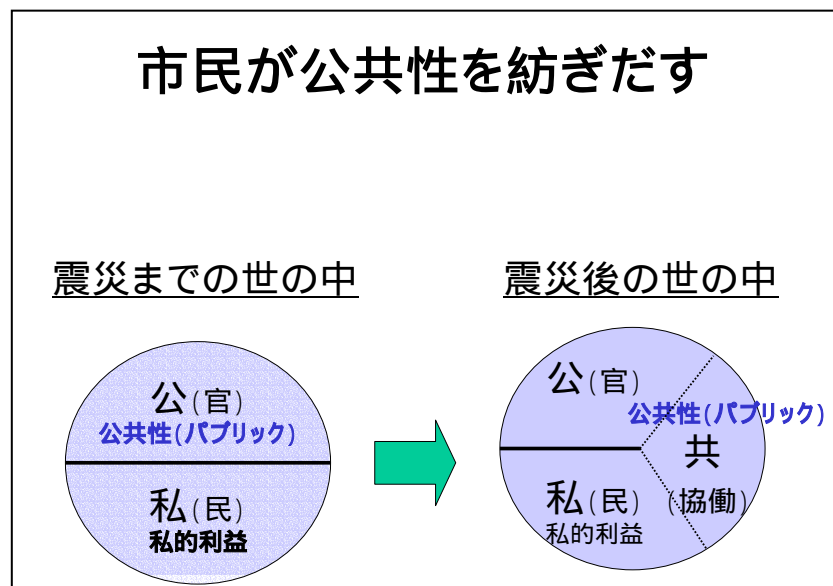 市民が公共性を紡ぎだす
震災までの世の中
公(官)
公共性(パブリック)
私(民)
私的利益
震災後の世の中
公(官)
公共性(パブリック)
共
(協働)
私(民)
私的利益